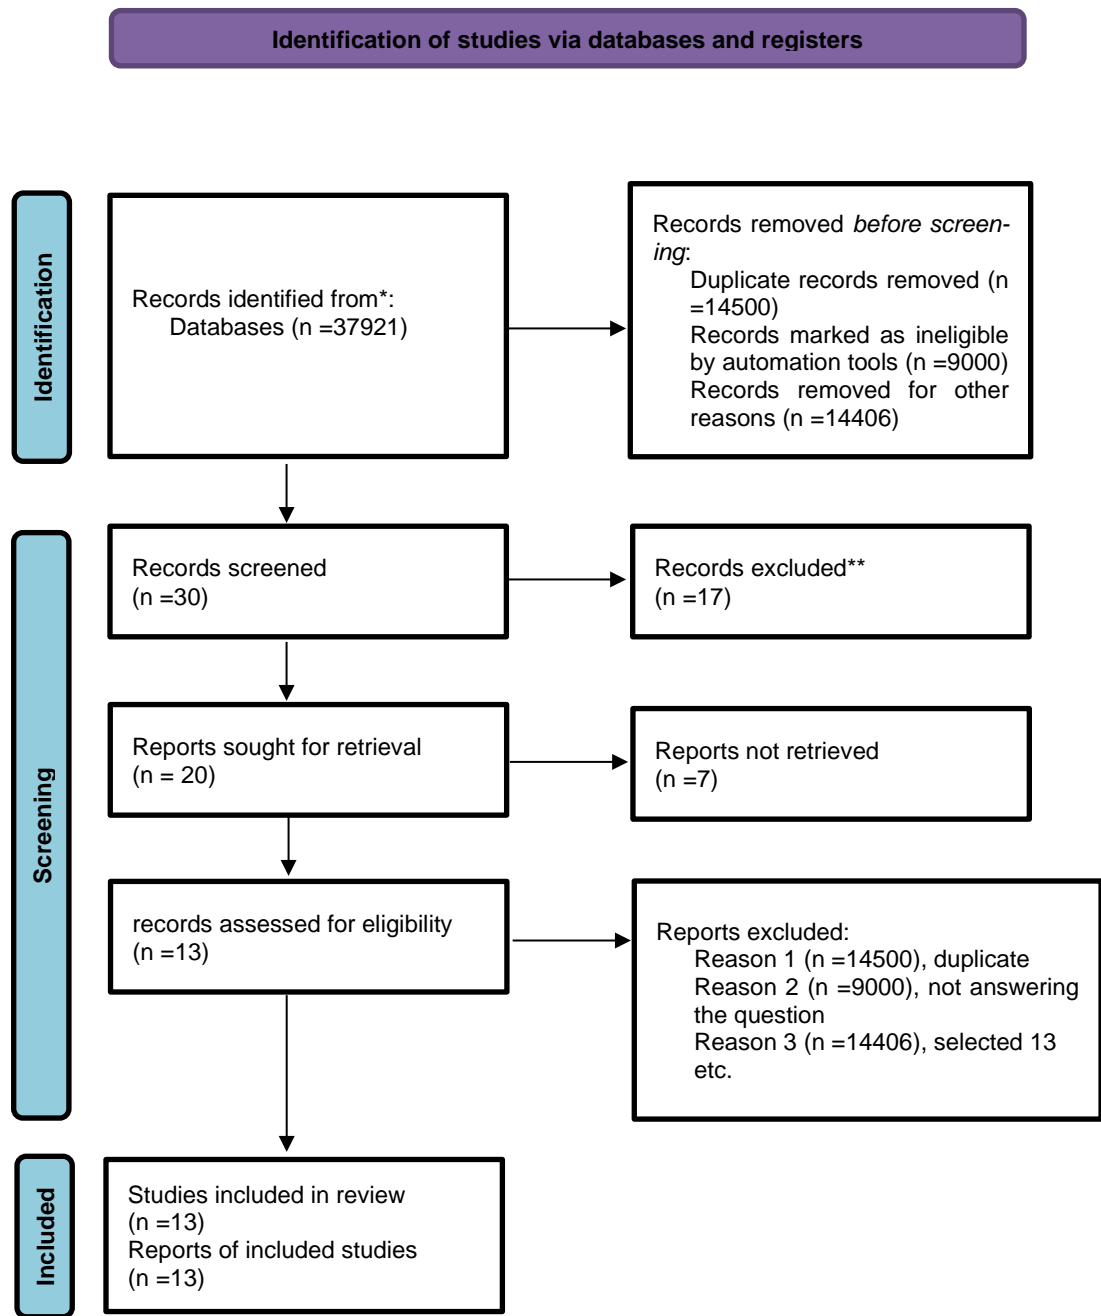 Identification of studies via databases and registers
Identification
Records identified from*:
Databases (n =37921)
Records removed before screen-
ing:
Duplicate records removed (n
=14500)
Records marked as ineligible
by automation tools (n =9000)
Records removed for other
reasons (n =14406)
Screening
Records screened
(n =30)
Records excluded**
(n =17)
Reports sought for retrieval
(n = 20)
Reports not retrieved
(n =7)
records assessed for eligibility
(n =13)
Reports excluded:
Reason 1 (n =14500), duplicate
Reason 2 (n =9000), not answering
the question
Reason 3 (n =14406), selected 13
etc.
Included
Studies included in review
(n =13)
Reports of included studies
(n =13)